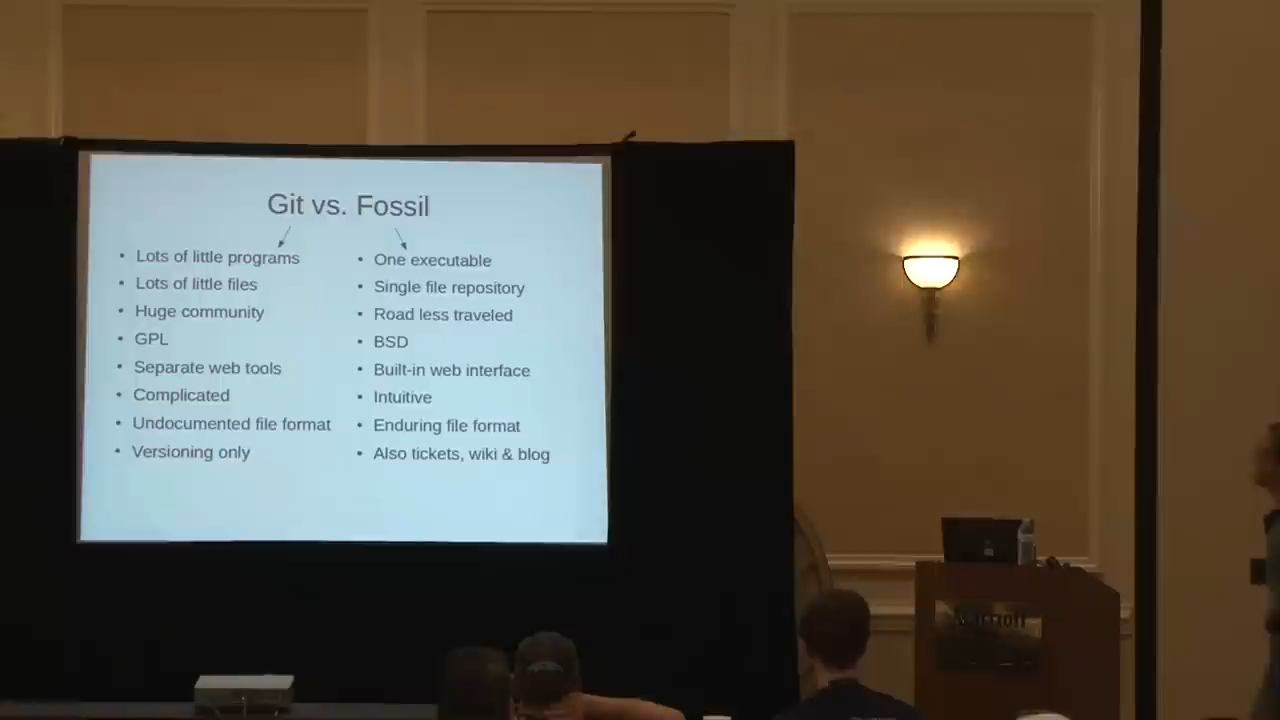 Git vs. Fossil
• Lots of little programs
• Lots of little files
• Huge community
• GPL
• Separate web tools
• Complicated
• Undocumented file format
• Versioning only
• One executable
• Single file repository
• Road less traveled
• BSD
• Built-in web interface
• Intuitive
• Enduring file format
• Also tickets, wiki & blog
Marriott